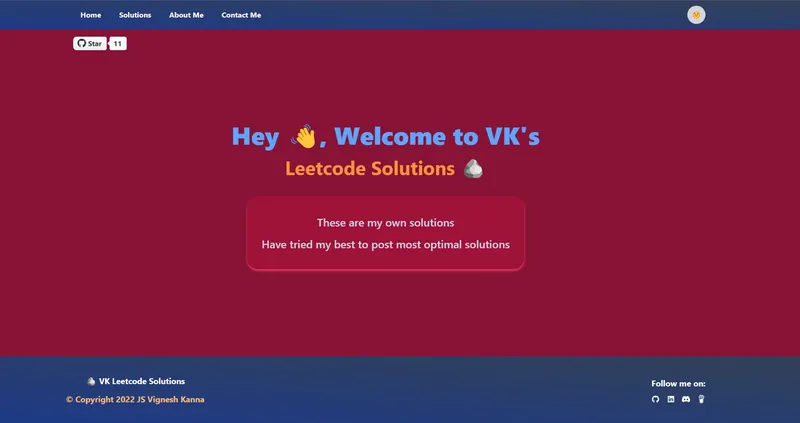 Home Solutions About Me Contact Me
Star 11
Hey 👋, Welcome to VK's
Leetcode Solutions 🪨
These are my own solutions
Have tried my best to post most optimal solutions
🪨 VK Leetcode Solutions
© Copyright 2022 JS Vignesh Kanna
Follow me on: